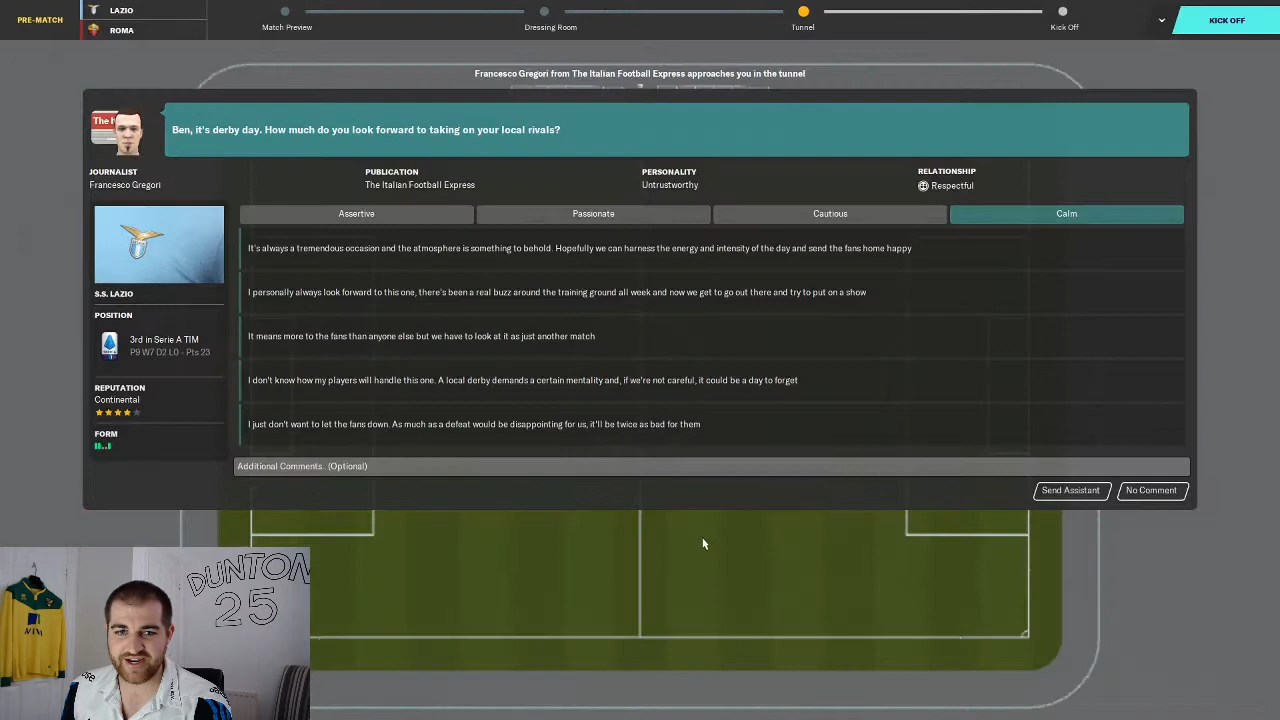 PRE-MATCH
LAZIO
ROMA
Match Preview
Dressing Room
Tunnel
Kick Off
KICK OFF
Francesco Gregori from The Italian Football Express approaches you in the tunnel
Ben, it's derby day. How much do you look forward to taking on your local rivals?
JOURNALIST
Francesco Gregori
PUBLICATION
The Italian Football Express
PERSONALITY
Untrustworthy
RELATIONSHIP
Respectful
Assertive
Passionate
Cautious
Calm
S.S. LAZIO
POSITION
3rd in Serie A TIM
P9 W7 D2 L0 - Pts 23
REPUTATION
Continental
FORM
It's always a tremendous occasion and the atmosphere is something to behold. Hopefully we can harness the energy and intensity of the day and send the fans home happy
I personally always look forward to this one, there's been a real buzz around the training ground all week and now we get to go out there and try to put on a show
It means more to the fans than anyone else but we have to look at it as just another match
I don't know how my players will handle this one. A local derby demands a certain mentality and, if we're not careful, it could be a day to forget
I just don't want to let the fans down. As much as a defeat would be disappointing for us, it'll be twice as bad for them
Additional Comments.. (Optional)
Send Assistant
No Comment
DUNTON
25